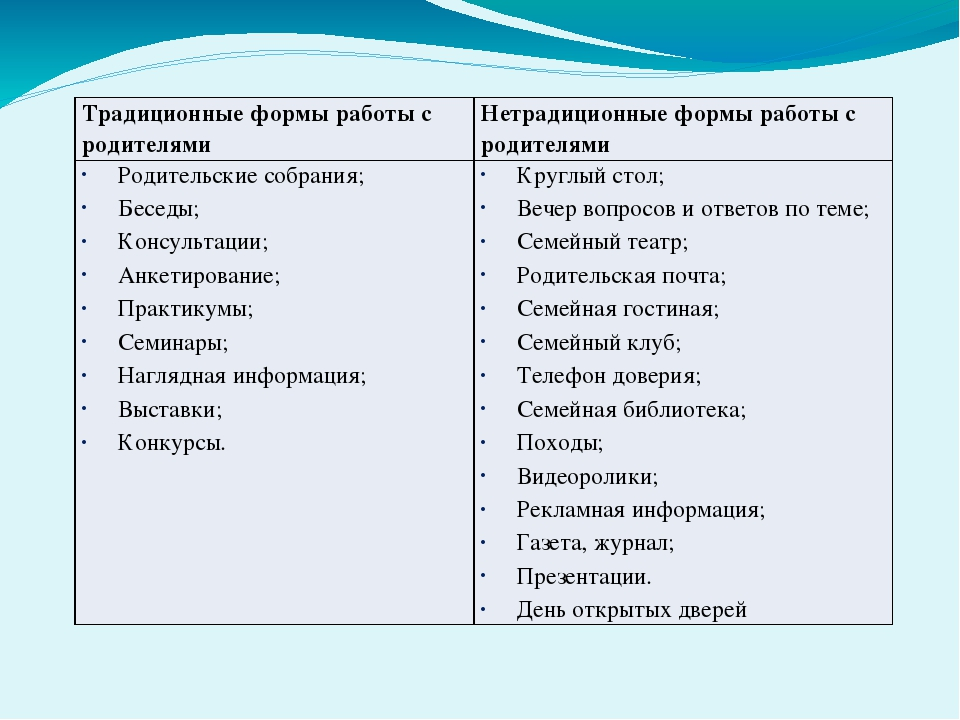 Традиционные формы работы с
родителями
• Родительские собрания;
• Беседы;
• Консультации;
• Анкетирование;
• Практикумы;
• Семинары;
• Наглядная информация;
• Выставки;
• Конкурсы.
Нетрадиционные формы работы с
родителями
• Круглый стол;
• Вечер вопросов и ответов по теме;
• Семейный театр;
• Родительская почта;
• Семейная гостиная;
• Семейный клуб;
• Телефон доверия;
• Семейная библиотека;
• Походы;
• Видеоролики;
• Рекламная информация;
• Газета, журнал;
• Презентации.
• День открытых дверей